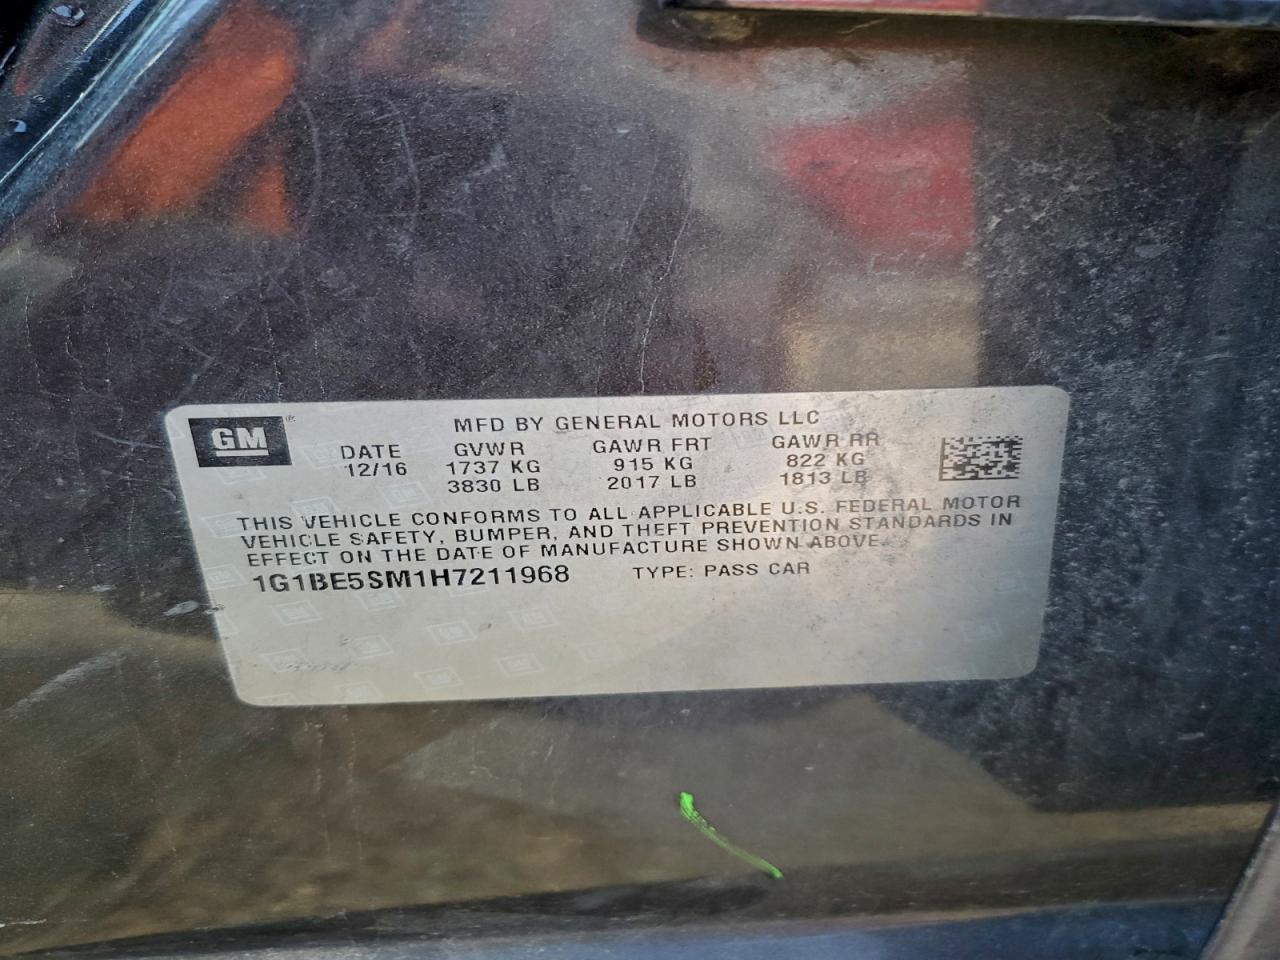 GM ®
MFD BY GENERAL MOTORS LLC
DATE GVWR GAWR FRT GAWR RR
12/16 1737 KG 915 KG 822 KG
3830 LB 2017 LB 1813 LB
THIS VEHICLE CONFORMS TO ALL APPLICABLE U.S. FEDERAL MOTOR
VEHICLE SAFETY, BUMPER, AND THEFT PREVENTION STANDARDS IN
EFFECT ON THE DATE OF MANUFACTURE SHOWN ABOVE.
1G1BE5SM1H7211968 TYPE: PASS CAR